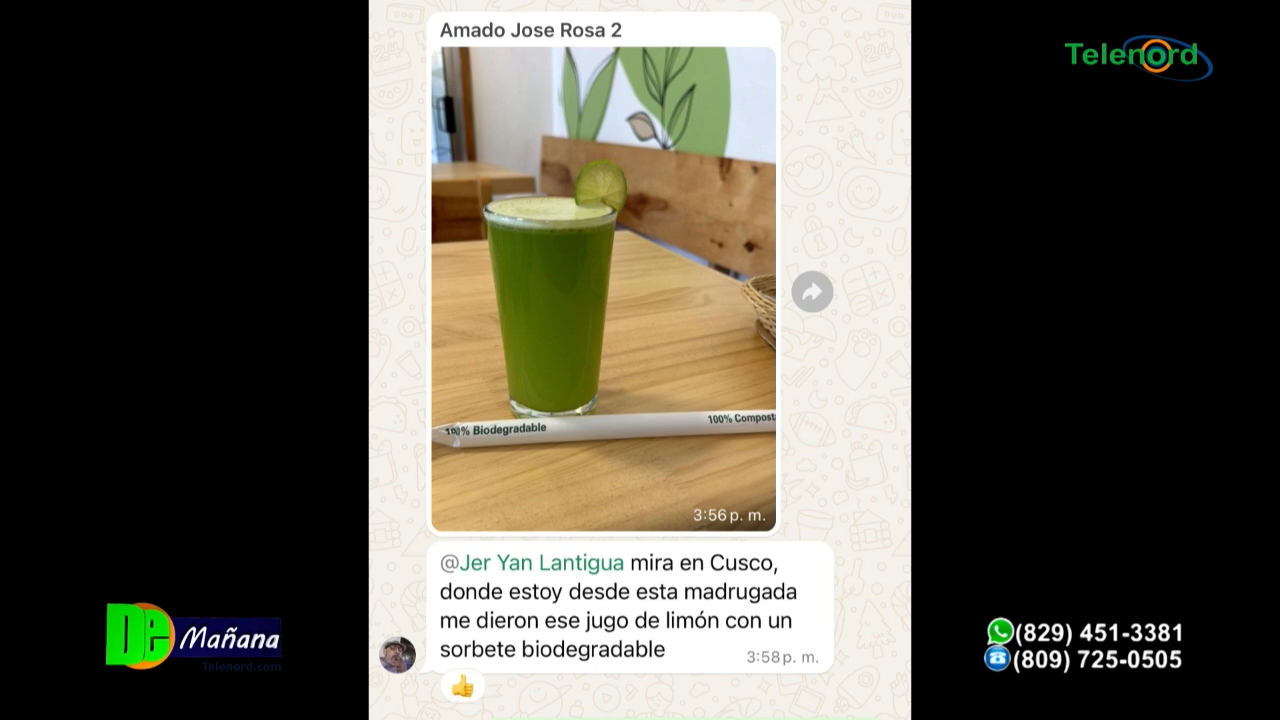 Amado Jose Rosa 2
Telenord
100% Biodegradable
100% Compost
3:56 p. m.
@Jer Yan Lantigua mira en Cusco,
donde estoy desde esta madrugada
me dieron ese jugo de limón con un
sorbete biodegradable
3:58 p. m.
De Mañana
Telenord.com
(829) 451-3381
(809) 725-0505